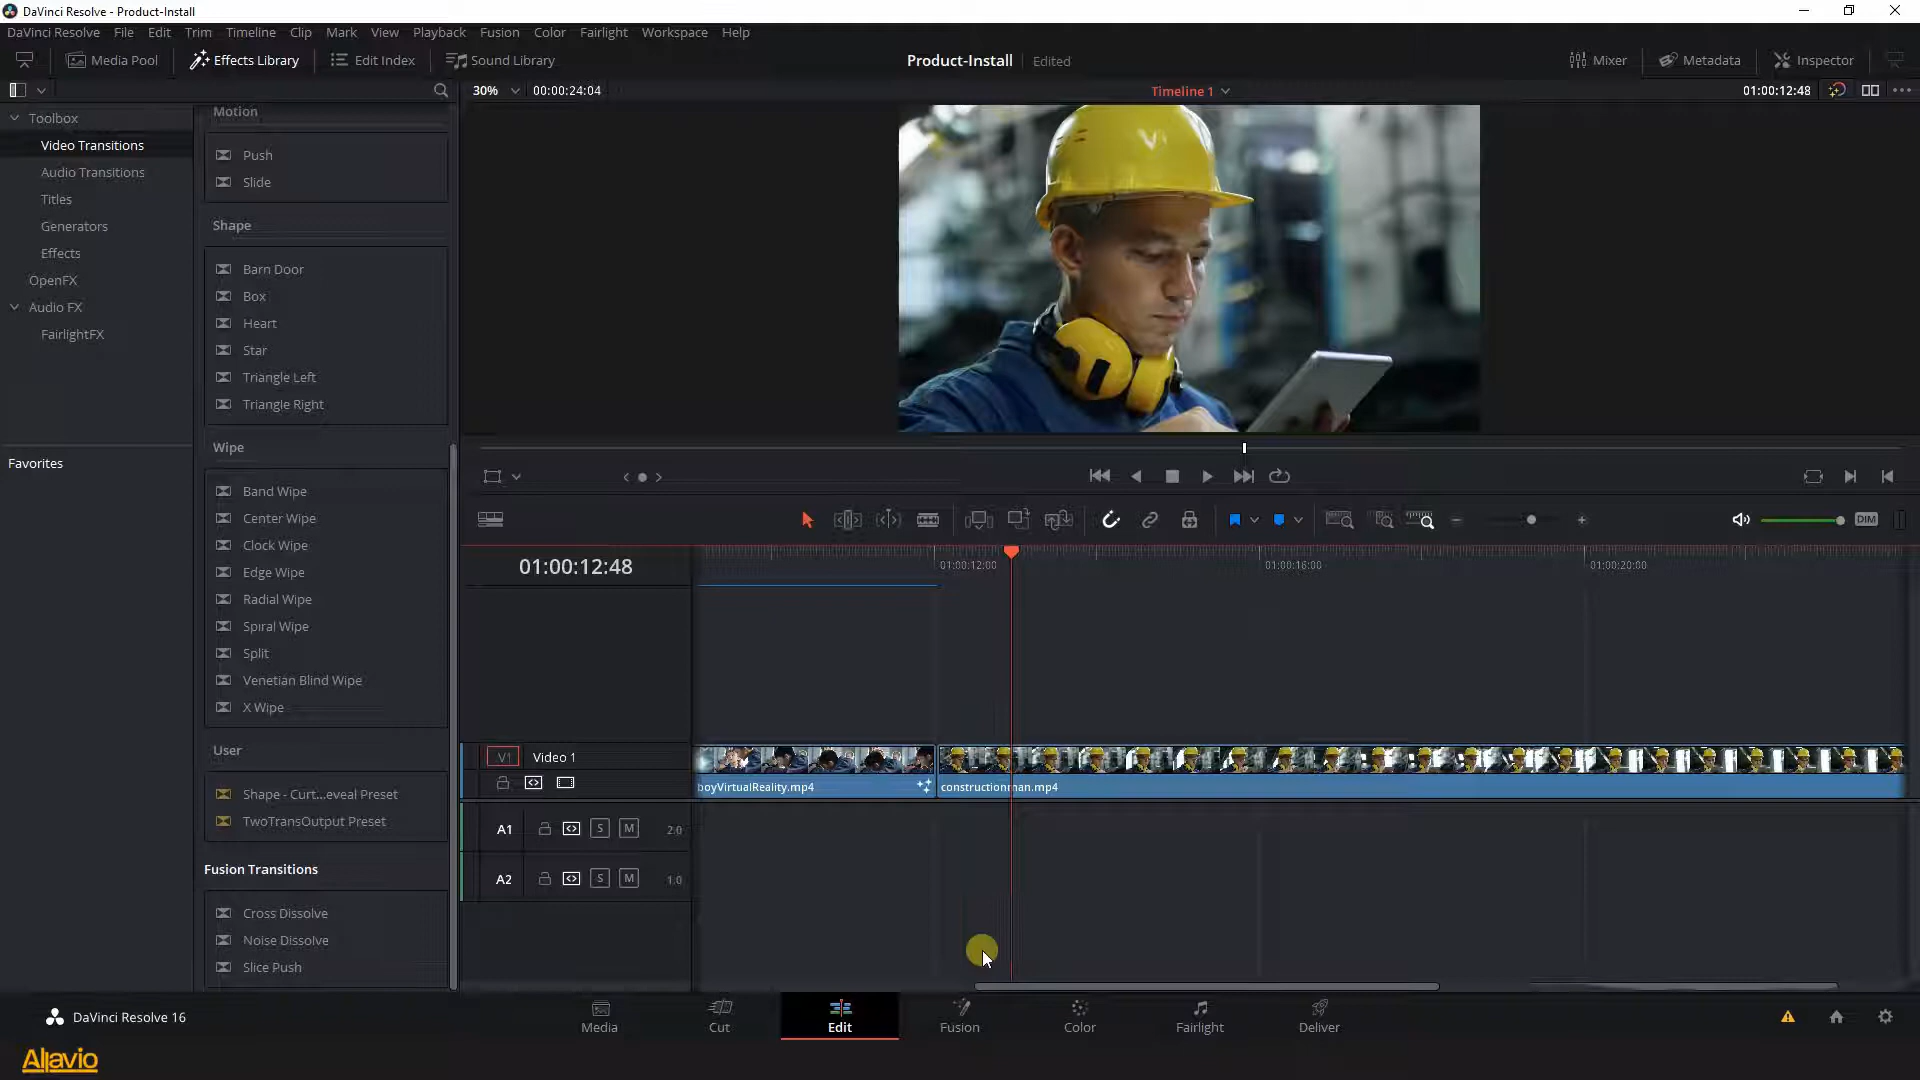 DaVinci Resolve - Product-Install
DaVinci Resolve File Edit Trim Timeline Clip Mark View Playback Fusion Color Fairlight Workspace Help
Media Pool Effects Library Edit Index Sound Library Product-Install Edited Mixer Metadata Inspector
30% 00:00:24:04 Timeline 1 01:00:12:48
Toolbox
Video Transitions
Audio Transitions
Titles
Generators
Effects
OpenFX
Audio FX
FairlightFX
Favorites
Motion
Push
Slide
Shape
Barn Door
Box
Heart
Star
Triangle Left
Triangle Right
Wipe
Band Wipe
Center Wipe
Clock Wipe
Edge Wipe
Radial Wipe
Spiral Wipe
Split
Venetian Blind Wipe
X Wipe
User
Shape - Curt...eveal Preset
TwoTransOutput Preset
Fusion Transitions
Cross Dissolve
Noise Dissolve
Slice Push
DIM
01:00:12:48
01:00:12:00 01:00:16:00 01:00:20:00
V1 Video 1
boyVirtualReality.mp4 constructionman.mp4
A1 S M 2.0
A2 S M 1.0
DaVinci Resolve 16
Media Cut Edit Fusion Color Fairlight Deliver
Allavio